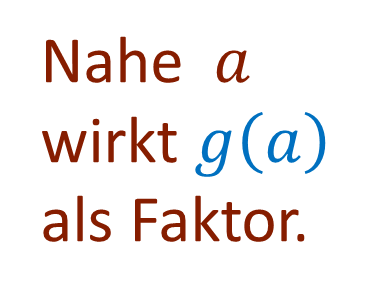 Nahe a
wirkt g(a)
als Faktor.